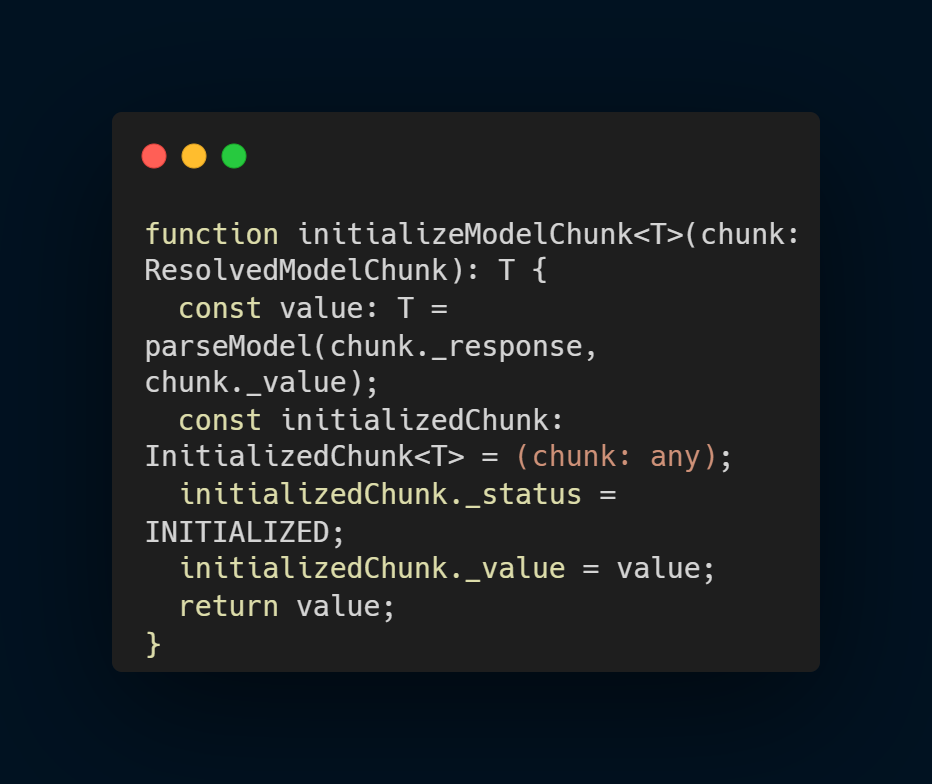 function initializeModelChunk<T>(chunk:
ResolvedModelChunk): T {
  const value: T =
parseModel(chunk._response,
chunk._value);
  const initializedChunk:
InitializedChunk<T> = (chunk: any);
  initializedChunk._status =
INITIALIZED;
  initializedChunk._value = value;
  return value;
}